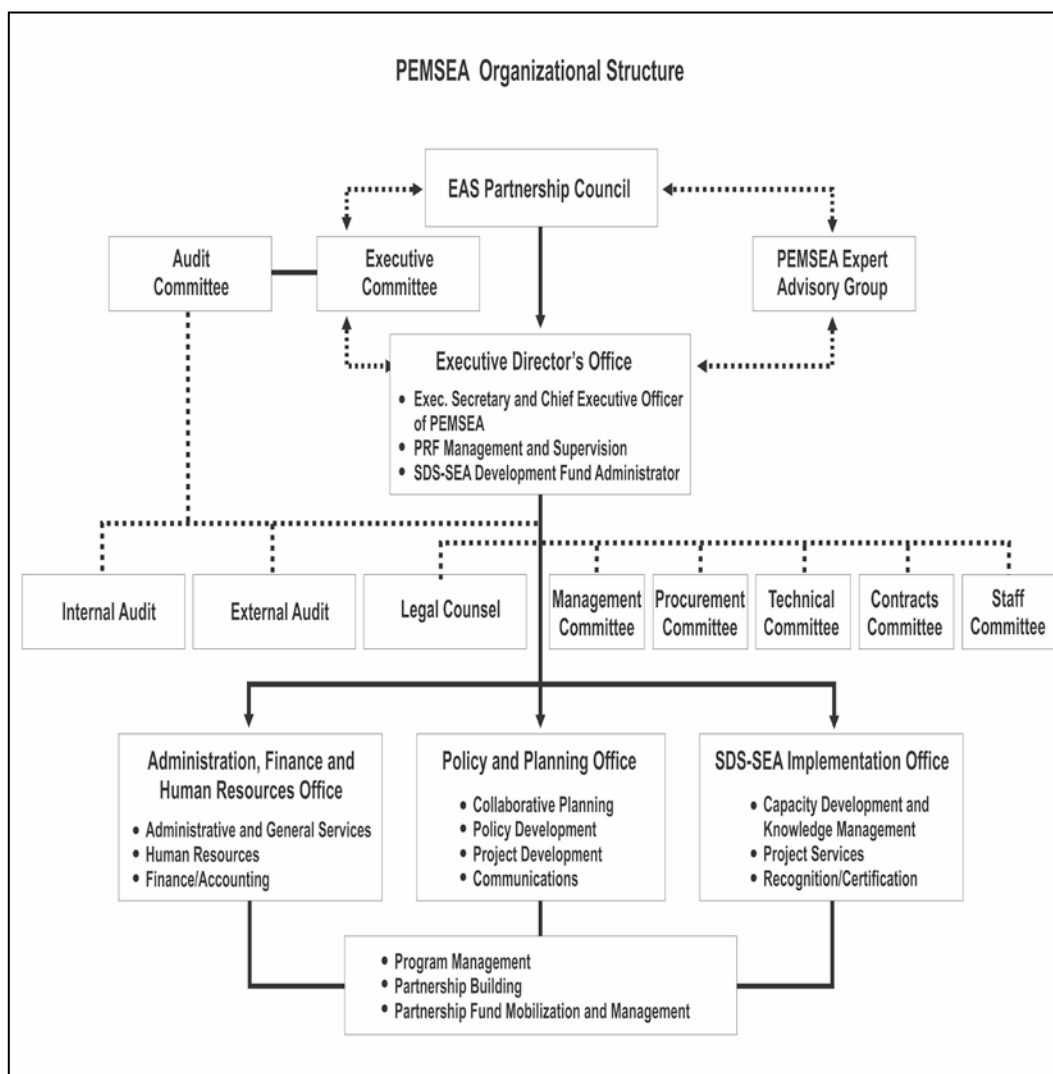 PEMSEA Organizational Structure
EAS Partnership Council
Audit
Committee
Executive
Committee
PEMSEA Expert
Advisory Group
Executive Director's Office
• Exec. Secretary and Chief Executive Officer
of PEMSEA
• PRF Management and Supervision
• SDS-SEA Development Fund Administrator
Internal Audit
External Audit
Legal Counsel
Management
Committee
Procurement
Committee
Technical
Committee
Contracts
Committee
Staff
Committee
Administration, Finance and
Human Resources Office
• Administrative and General Services
• Human Resources
• Finance/Accounting
Policy and Planning Office
• Collaborative Planning
• Policy Development
• Project Development
• Communications
SDS-SEA Implementation Office
• Capacity Development and
Knowledge Management
• Project Services
• Recognition/Certification
• Program Management
• Partnership Building
• Partnership Fund Mobilization and Management